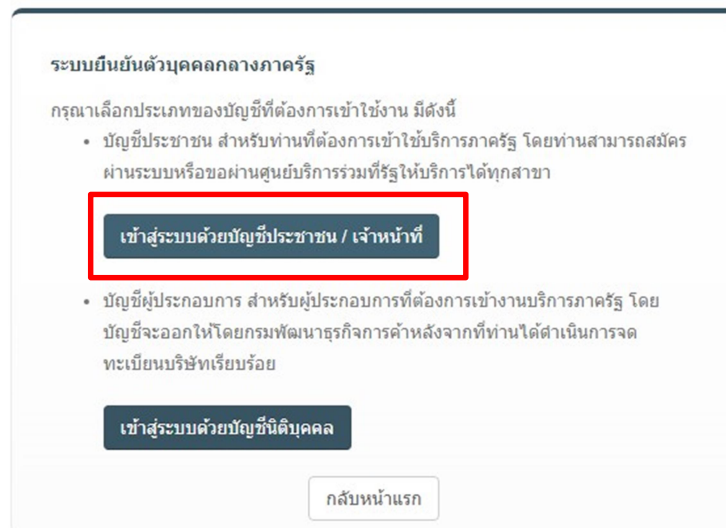 ระบบยืนยันตัวบุคคลกลางภาครัฐ
กรุณาเลือกประเภทของบัญชีที่ต้องการเข้าใช้งาน มีดังนี้
• บัญชีประชาชน สำหรับท่านที่ต้องการเข้าใช้บริการภาครัฐ โดยท่านสามารถสมัคร
ผ่านระบบหรือขอผ่านศูนย์บริการร่วมที่รัฐให้บริการได้ทุกสาขา
เข้าสู่ระบบด้วยบัญชีประชาชน / เจ้าหน้าที่
• บัญชีผู้ประกอบการ สำหรับผู้ประกอบการที่ต้องการเข้างานบริการภาครัฐ โดย
บัญชีจะออกให้โดยกรมพัฒนาธุรกิจการค้าหลังจากที่ท่านได้ดำเนินการจด
ทะเบียนบริษัทเรียบร้อย
เข้าสู่ระบบด้วยบัญชีนิติบุคคล
กลับหน้าแรก